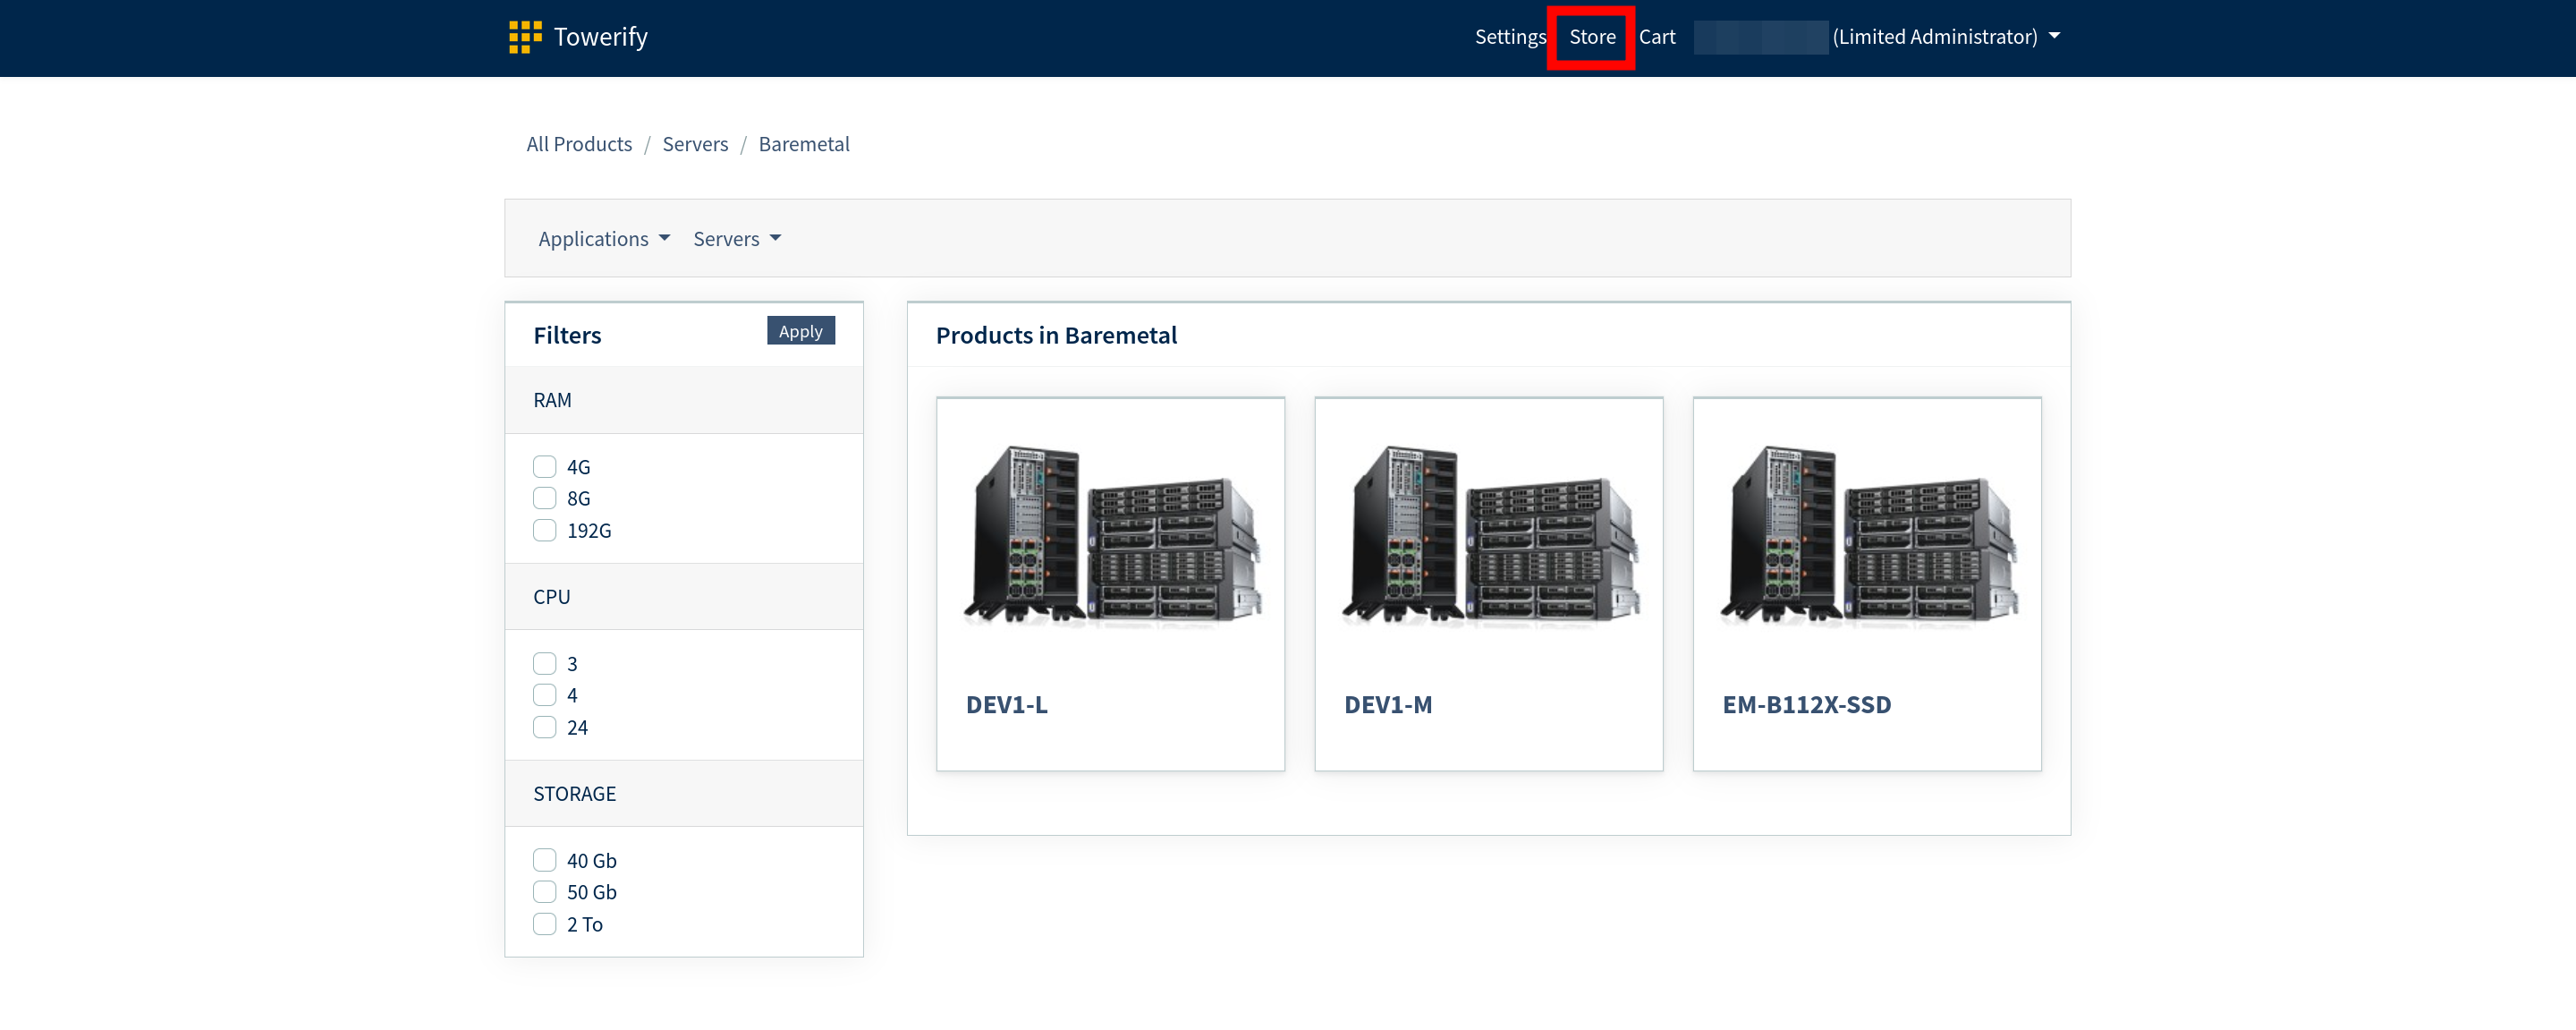 Towerify
Settings Store Cart (Limited Administrator)
All Products / Servers / Baremetal
Applications Servers
Filters Apply
RAM
4G
8G
192G
CPU
3
4
24
STORAGE
40 Gb
50 Gb
2 To
Products in Baremetal
DEV1-L DEV1-M EM-B112X-SSD